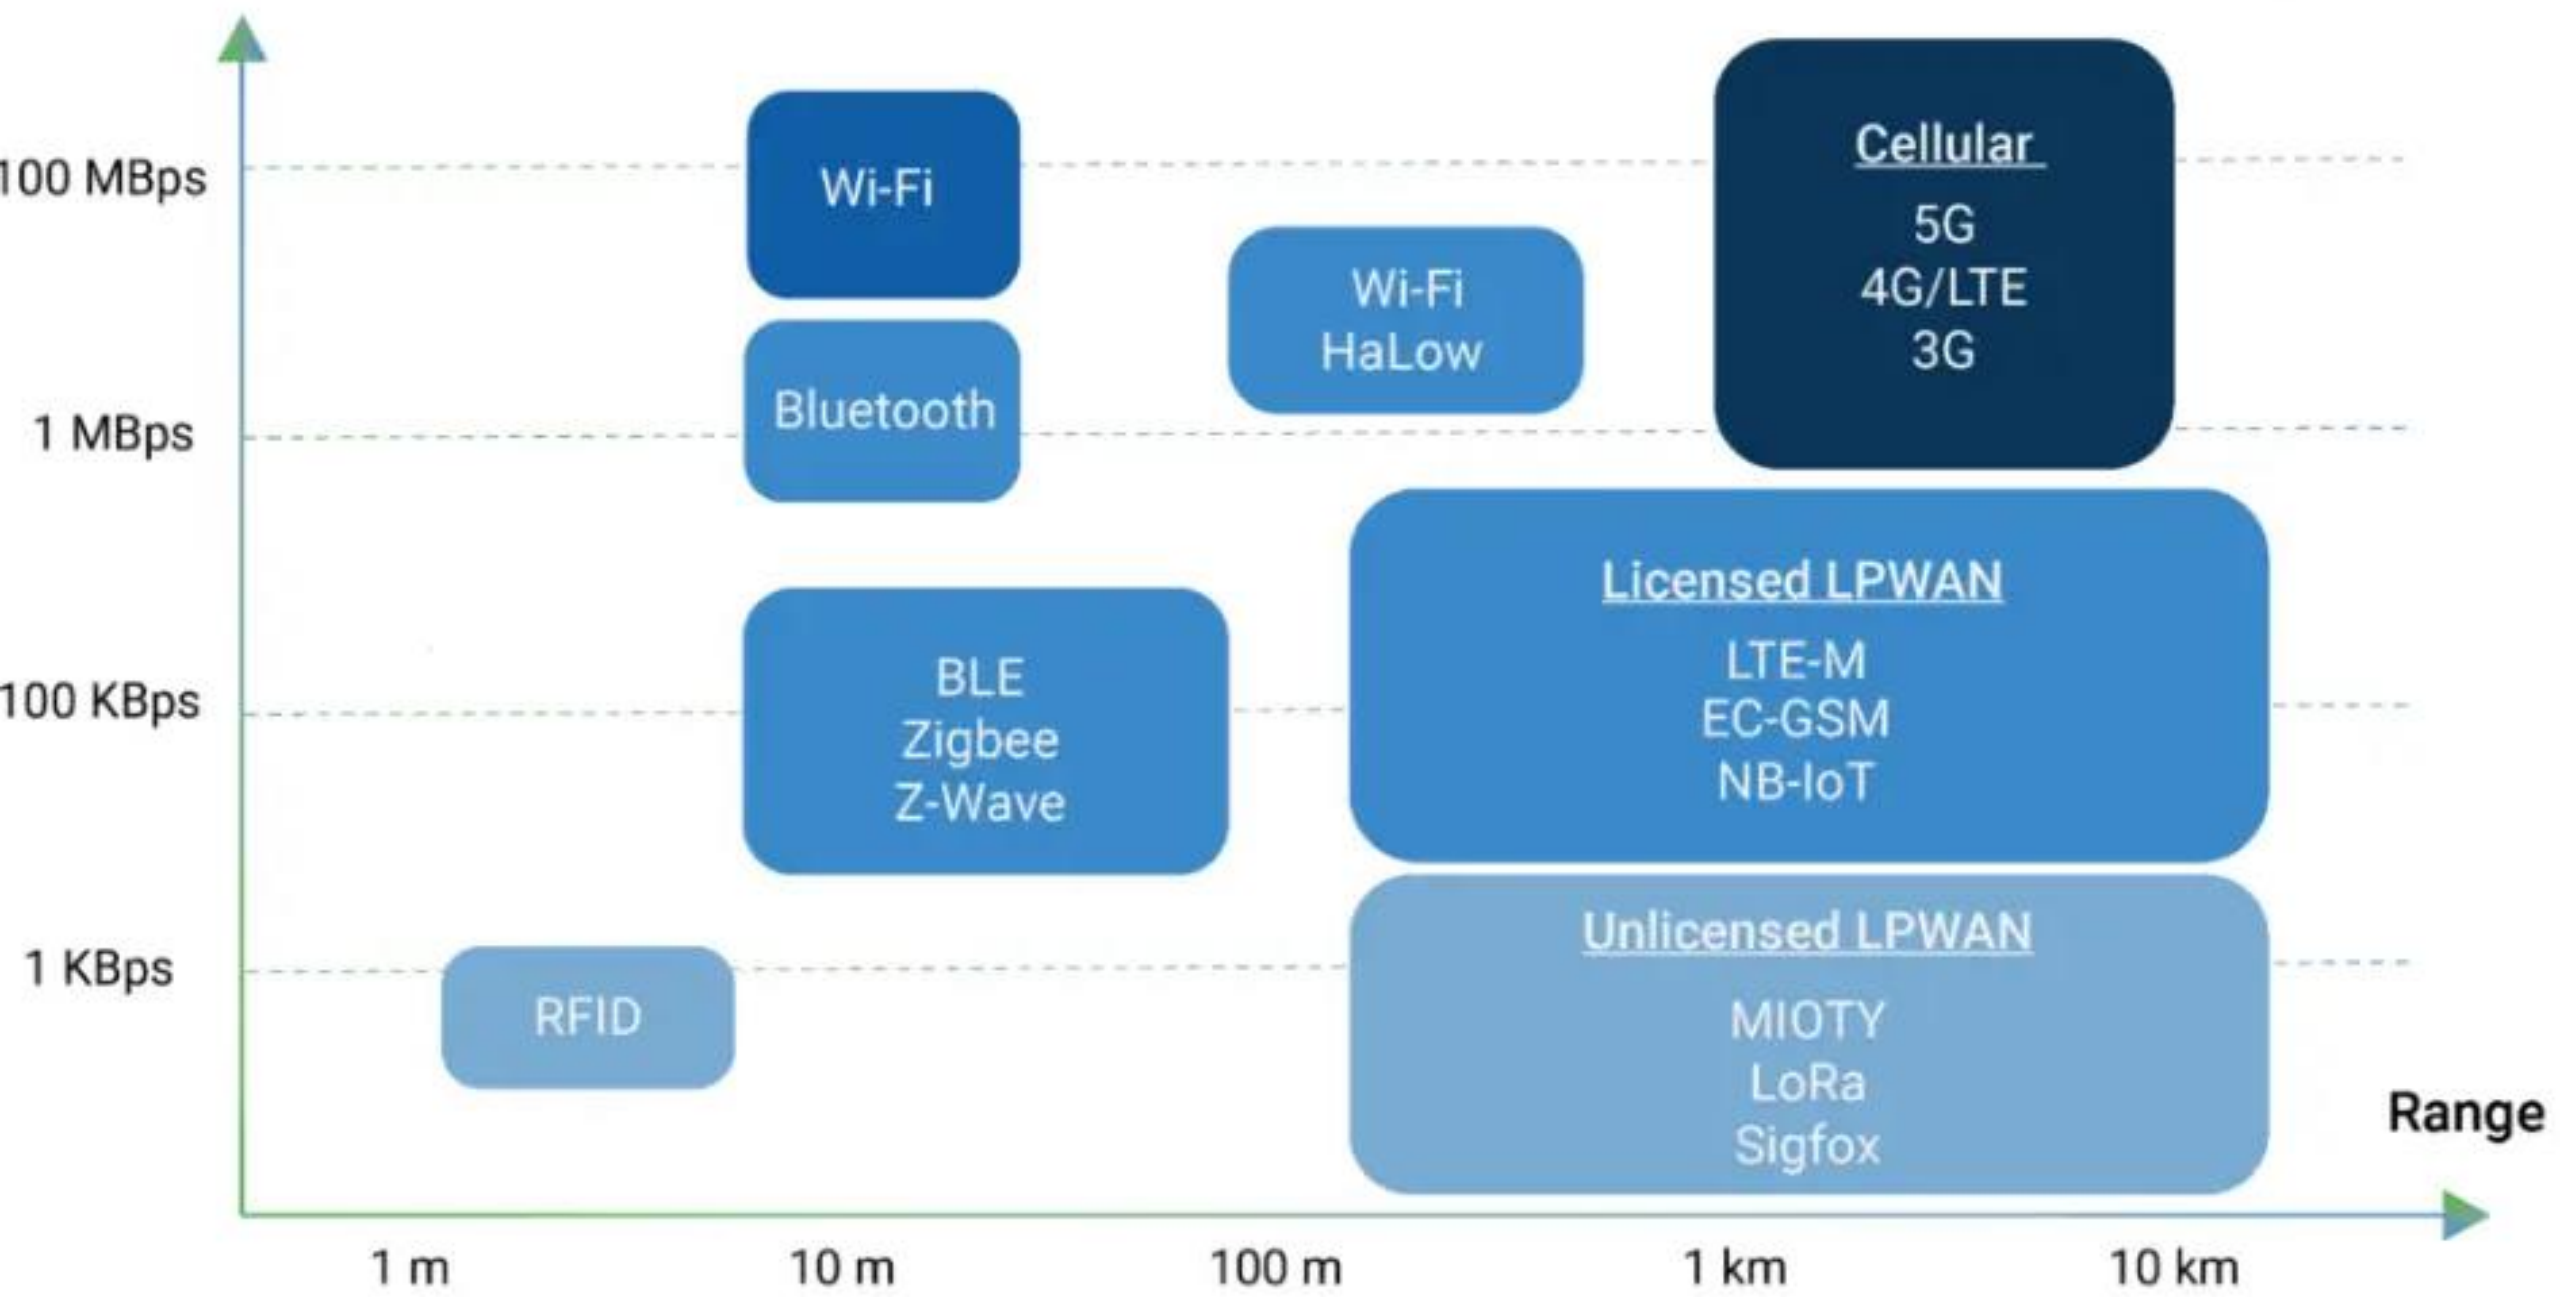 100 MBps
1 MBps
100 KBps
1 KBps
Wi-Fi
Bluetooth
Wi-Fi
HaLow
Cellular
5G
4G/LTE
3G
BLE
Zigbee
Z-Wave
Licensed LPWAN
LTE-M
EC-GSM
NB-IoT
RFID
Unlicensed LPWAN
MIOTY
LoRa
Sigfox
Range
1 m
10 m
100 m
1 km
10 km